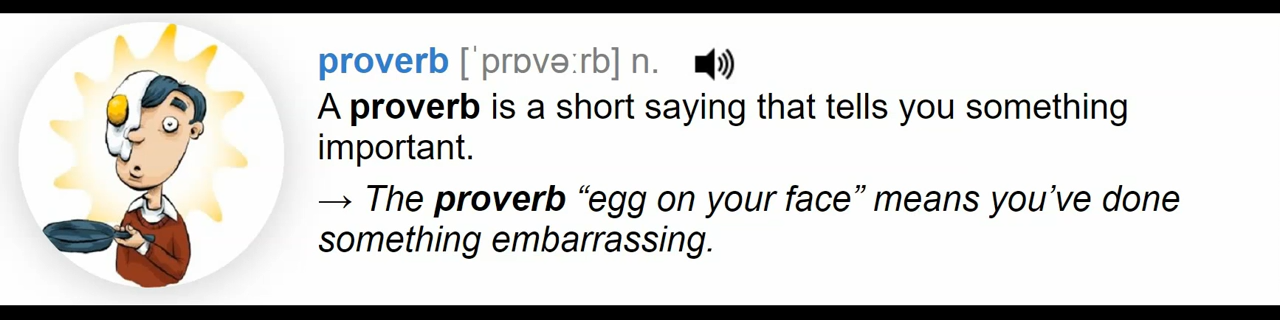 proverb [ˈprɒvəːrb] n.
A proverb is a short saying that tells you something
important.
→ The proverb “egg on your face” means you’ve done
something embarrassing.